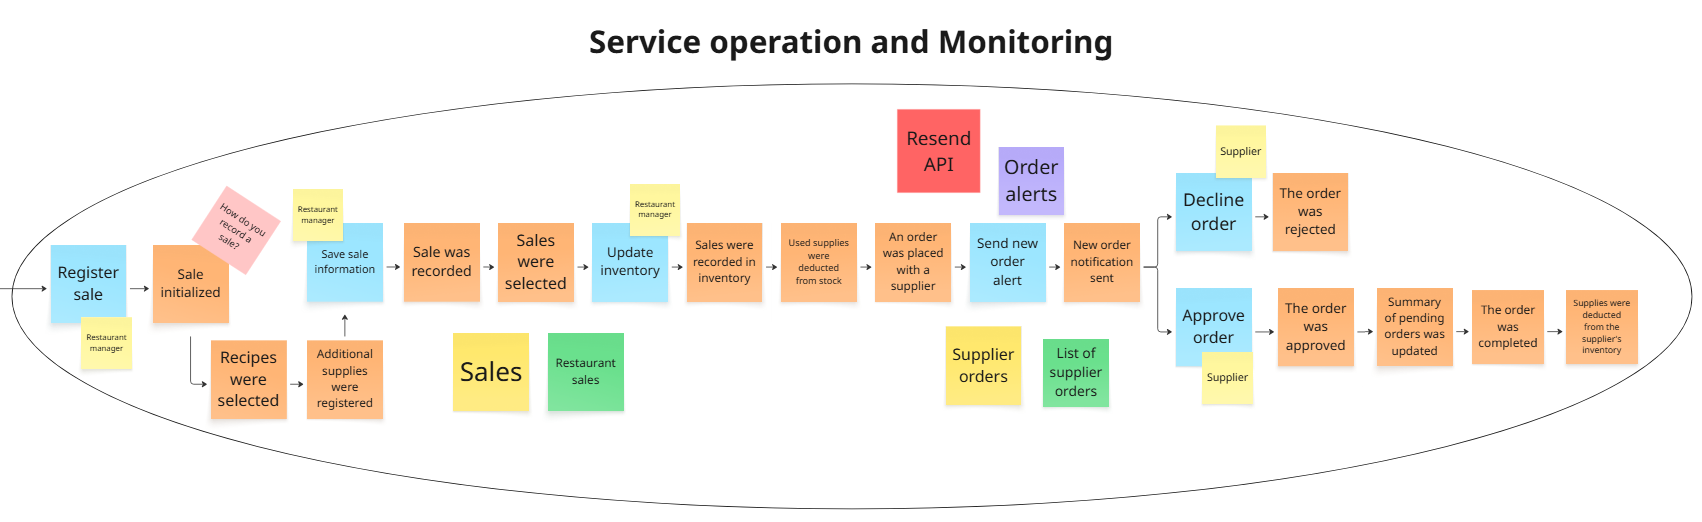 Service operation and Monitoring
Register
sale
Restaurant
manager
Sale
initialized
How do you
record a
sale?
Recipes
were
selected
Additional
supplies
were
registered
Restaurant
manager
Save sale
information
Sale was
recorded
Sales
were
selected
Restaurant
manager
Update
inventory
Sales were
recorded in
inventory
Used supplies
were
deducted
from stock
An order
was placed
with a
supplier
Send new
order
alert
New order
notification
sent
Resend
API
Order
alerts
Sales
Restaurant
sales
Supplier
orders
List of
supplier
orders
Supplier
Decline
order
The order
was
rejected
Approve
order
Supplier
The order
was
approved
Summary
of pending
orders was
updated
The order
was
completed
Supplies were
deducted
from the
supplier's
inventory